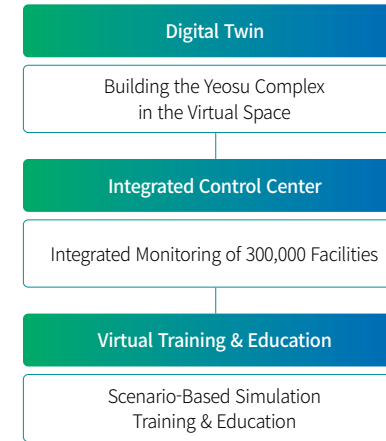 Digital Twin
Building the Yeosu Complex
in the Virtual Space
Integrated Control Center
Integrated Monitoring of 300,000 Facilities
Virtual Training & Education
Scenario-Based Simulation
Training & Education